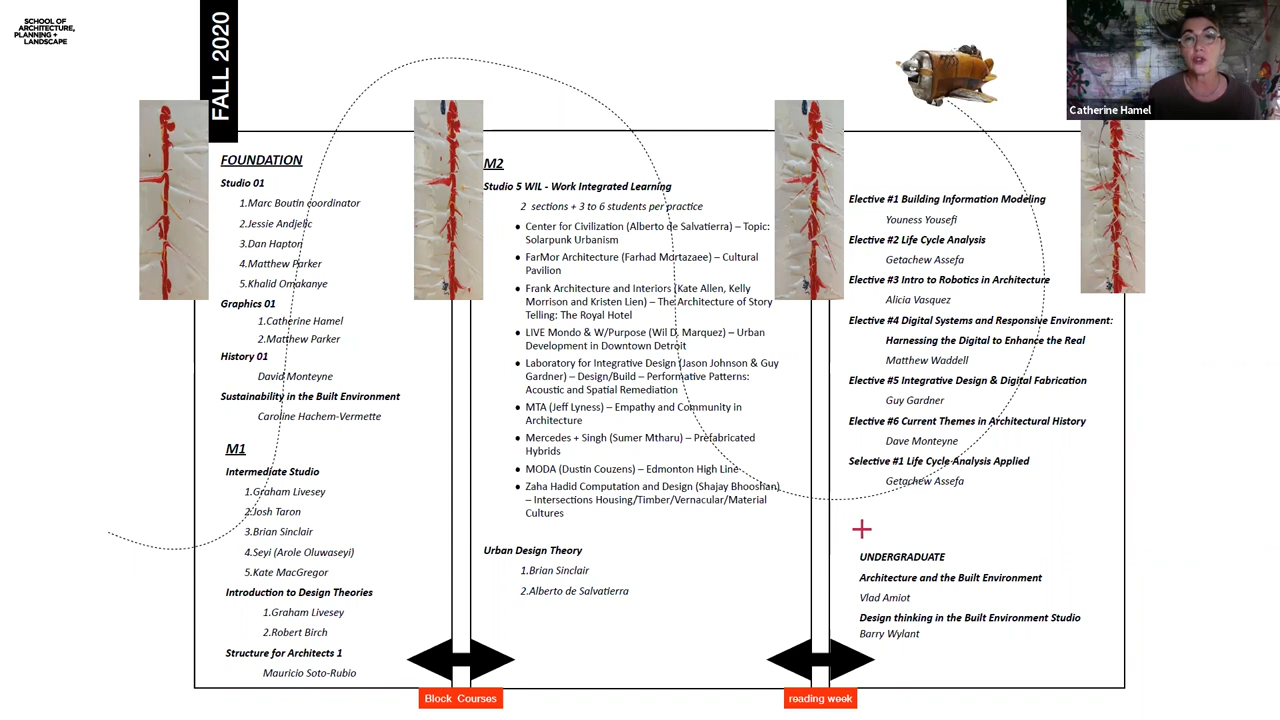 SCHOOL OF
ARCHITECTURE,
PLANNING +
LANDSCAPE
FALL 2020
Catherine Hamel
FOUNDATION
Studio 01
1.Marc Boutin coordinator
2.Jessie Andjelic
3.Dan Hapton
4.Matthew Parker
5.Khalid Omakanye
Graphics 01
1.Catherine Hamel
2.Matthew Parker
History 01
David Monteyne
Sustainability in the Built Environment
Caroline Hachem-Vermette
M1
Intermediate Studio
1.Graham Livesey
2.Josh Taron
3.Brian Sinclair
4.Seyi (Arole Oluwaseyi)
5.Kate MacGregor
Introduction to Design Theories
1.Graham Livesey
2.Robert Birch
Structure for Architects 1
Mauricio Soto-Rubio
M2
Studio 5 WIL - Work Integrated Learning
2 sections + 3 to 6 students per practice
• Center for Civilization (Alberto de Salvatierra) – Topic:
Solarpunk Urbanism
• FarMor Architecture (Farhad Mortazaee) – Cultural
Pavilion
• Frank Architecture and Interiors (Kate Allen, Kelly
Morrison and Kristen Lien) – The Architecture of Story
Telling: The Royal Hotel
• LIVE Mondo & W/Purpose (Wil D. Marquez) – Urban
Development in Downtown Detroit
• Laboratory for Integrative Design (Jason Johnson & Guy
Gardner) – Design/Build – Performative Patterns:
Acoustic and Spatial Remediation
• MTA (Jeff Lyness) – Empathy and Community in
Architecture
• Mercedes + Singh (Sumer Mtharu) – Prefabricated
Hybrids
• MODA (Dustin Couzens) – Edmonton High Line
• Zaha Hadid Computation and Design (Shajay Bhooshan)
– Intersections Housing/Timber/Vernacular/Material
Cultures
Urban Design Theory
1.Brian Sinclair
2.Alberto de Salvatierra
Elective #1 Building Information Modeling
Youness Yousefi
Elective #2 Life Cycle Analysis
Getachew Assefa
Elective #3 Intro to Robotics in Architecture
Alicia Vasquez
Elective #4 Digital Systems and Responsive Environment:
Harnessing the Digital to Enhance the Real
Matthew Waddell
Elective #5 Integrative Design & Digital Fabrication
Guy Gardner
Elective #6 Current Themes in Architectural History
Dave Monteyne
Selective #1 Life Cycle Analysis Applied
Getachew Assefa
+
UNDERGRADUATE
Architecture and the Built Environment
Vlad Amiot
Design thinking in the Built Environment Studio
Barry Wylant
Block Courses
reading week